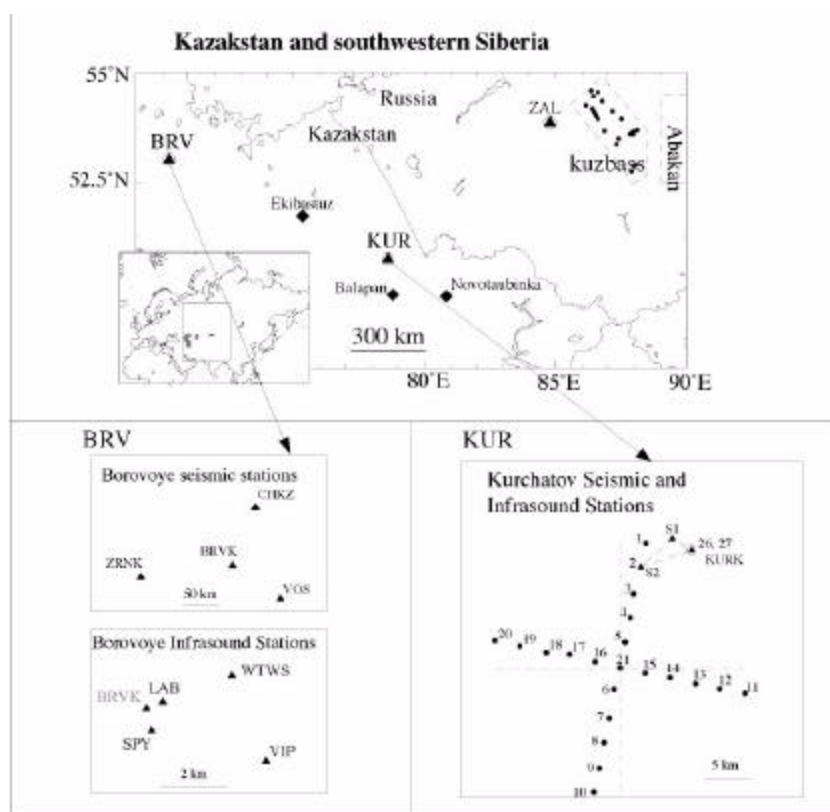 Kazakstan and southwestern Siberia
55°N
Russia
ZAL
Kazakstan
BRV
kuzbass
Abakan
52.5°N
Ekibastuz
KUR
Balapan
Novotaubinka
300 km
80°E
85°E
90°E
BRV
Borovoye seismic stations
CHKZ
BRVK
ZRNK
VOS
50 km
Borovoye Infrasound Stations
WTWS
LAB
BRVK
SPY
VIP
2 km
KUR
Kurchatov Seismic and
Infrasound Stations
S1
1
26, 27
KURK
2
S2
3
4
5
20
19
18
17
16
21
15
14
13
12
11
6
7
8
9
10
5 km